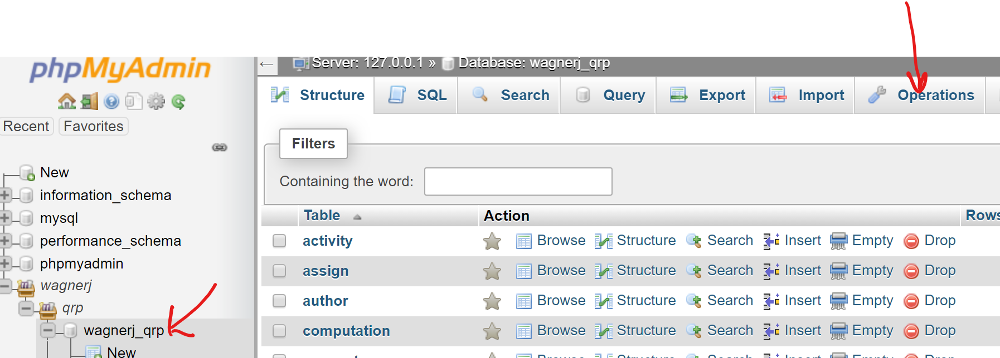 phpMyAdmin
Recent Favorites
New
information_schema
mysql
performance_schema
phpmyadmin
wagnerj
qrp
wagnerj_qrp
New
← Server: 127.0.0.1 » Database: wagnerj_qrp
Structure SQL Search Query Export Import Operations
Filters
Containing the word:
Table Action Rows
activity Browse Structure Search Insert Empty Drop
assign Browse Structure Search Insert Empty Drop
author Browse Structure Search Insert Empty Drop
computation Browse Structure Search Insert Empty Drop